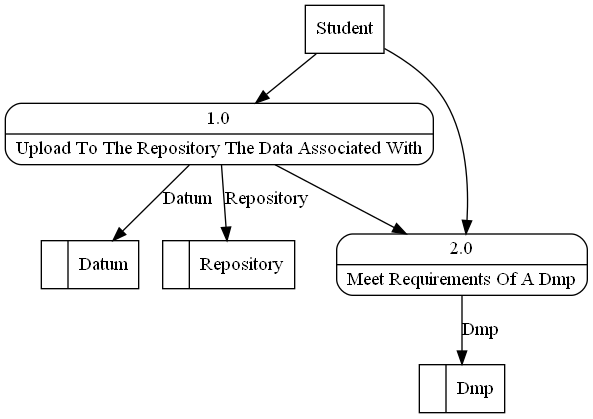 Student
1.0
Upload To The Repository The Data Associated With
Datum
Repository
Datum
Repository
2.0
Meet Requirements Of A Dmp
Dmp
Dmp